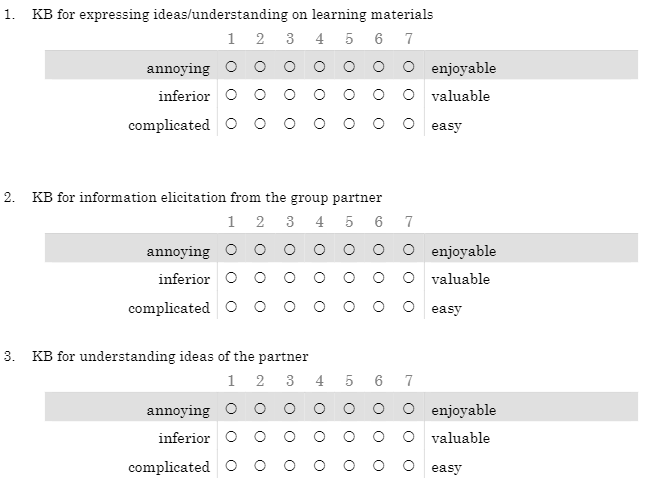 1. KB for expressing ideas/understanding on learning materials
1 2 3 4 5 6 7
annoying enjoyable
inferior valuable
complicated easy
2. KB for information elicitation from the group partner
1 2 3 4 5 6 7
annoying enjoyable
inferior valuable
complicated easy
3. KB for understanding ideas of the partner
1 2 3 4 5 6 7
annoying enjoyable
inferior valuable
complicated easy